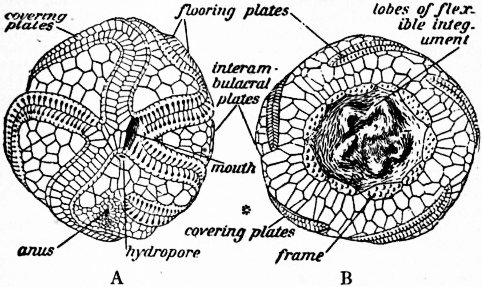 covering
plates
flooring plates
lobes of flex-
ible integ-
ument
interam-
bulacral
plates
mouth
*
covering plates
anus
hydropore
frame
A
B